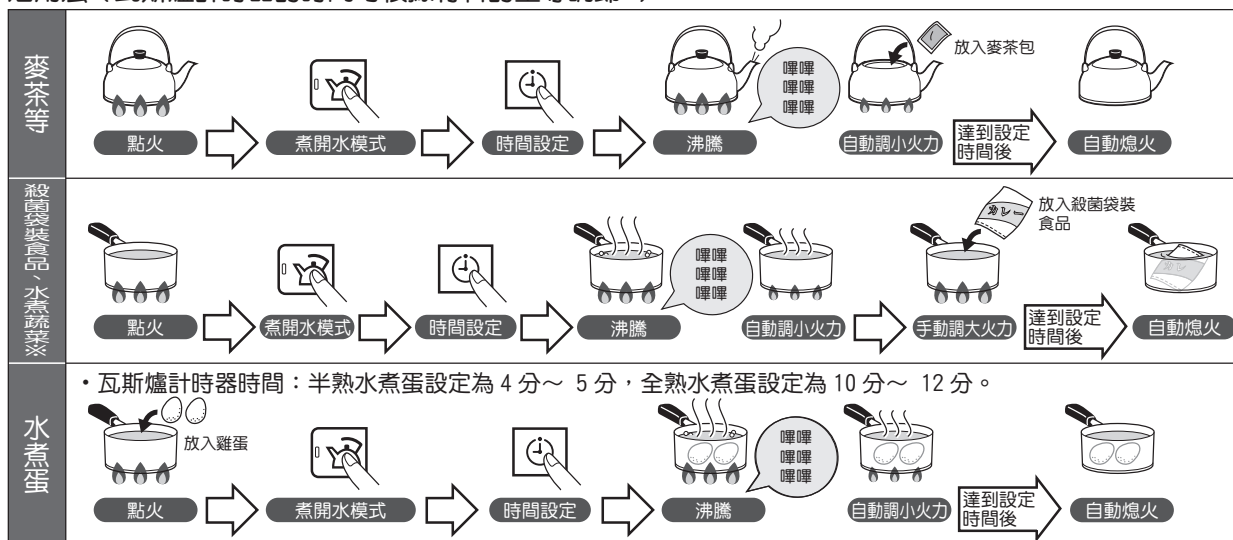 麥茶等
放入麥茶包
嗶嗶
嗶嗶
嗶嗶
點火
煮開水模式
時間設定
沸騰
自動調小火力
達到設定
時間後
自動熄火
殺菌袋裝食品、水煮蔬菜※
放入殺菌袋裝
食品
カレー
嗶嗶
嗶嗶
嗶嗶
點火
煮開水模式
時間設定
沸騰
自動調小火力
手動調大火力
達到設定
時間後
自動熄火
水煮蛋
・瓦斯爐計時器時間：半熟水煮蛋設定為 4 分～ 5 分，全熟水煮蛋設定為 10 分～ 12 分。
放入雞蛋
嗶嗶
嗶嗶
嗶嗶
點火
煮開水模式
時間設定
沸騰
自動調小火力
達到設定
時間後
自動熄火